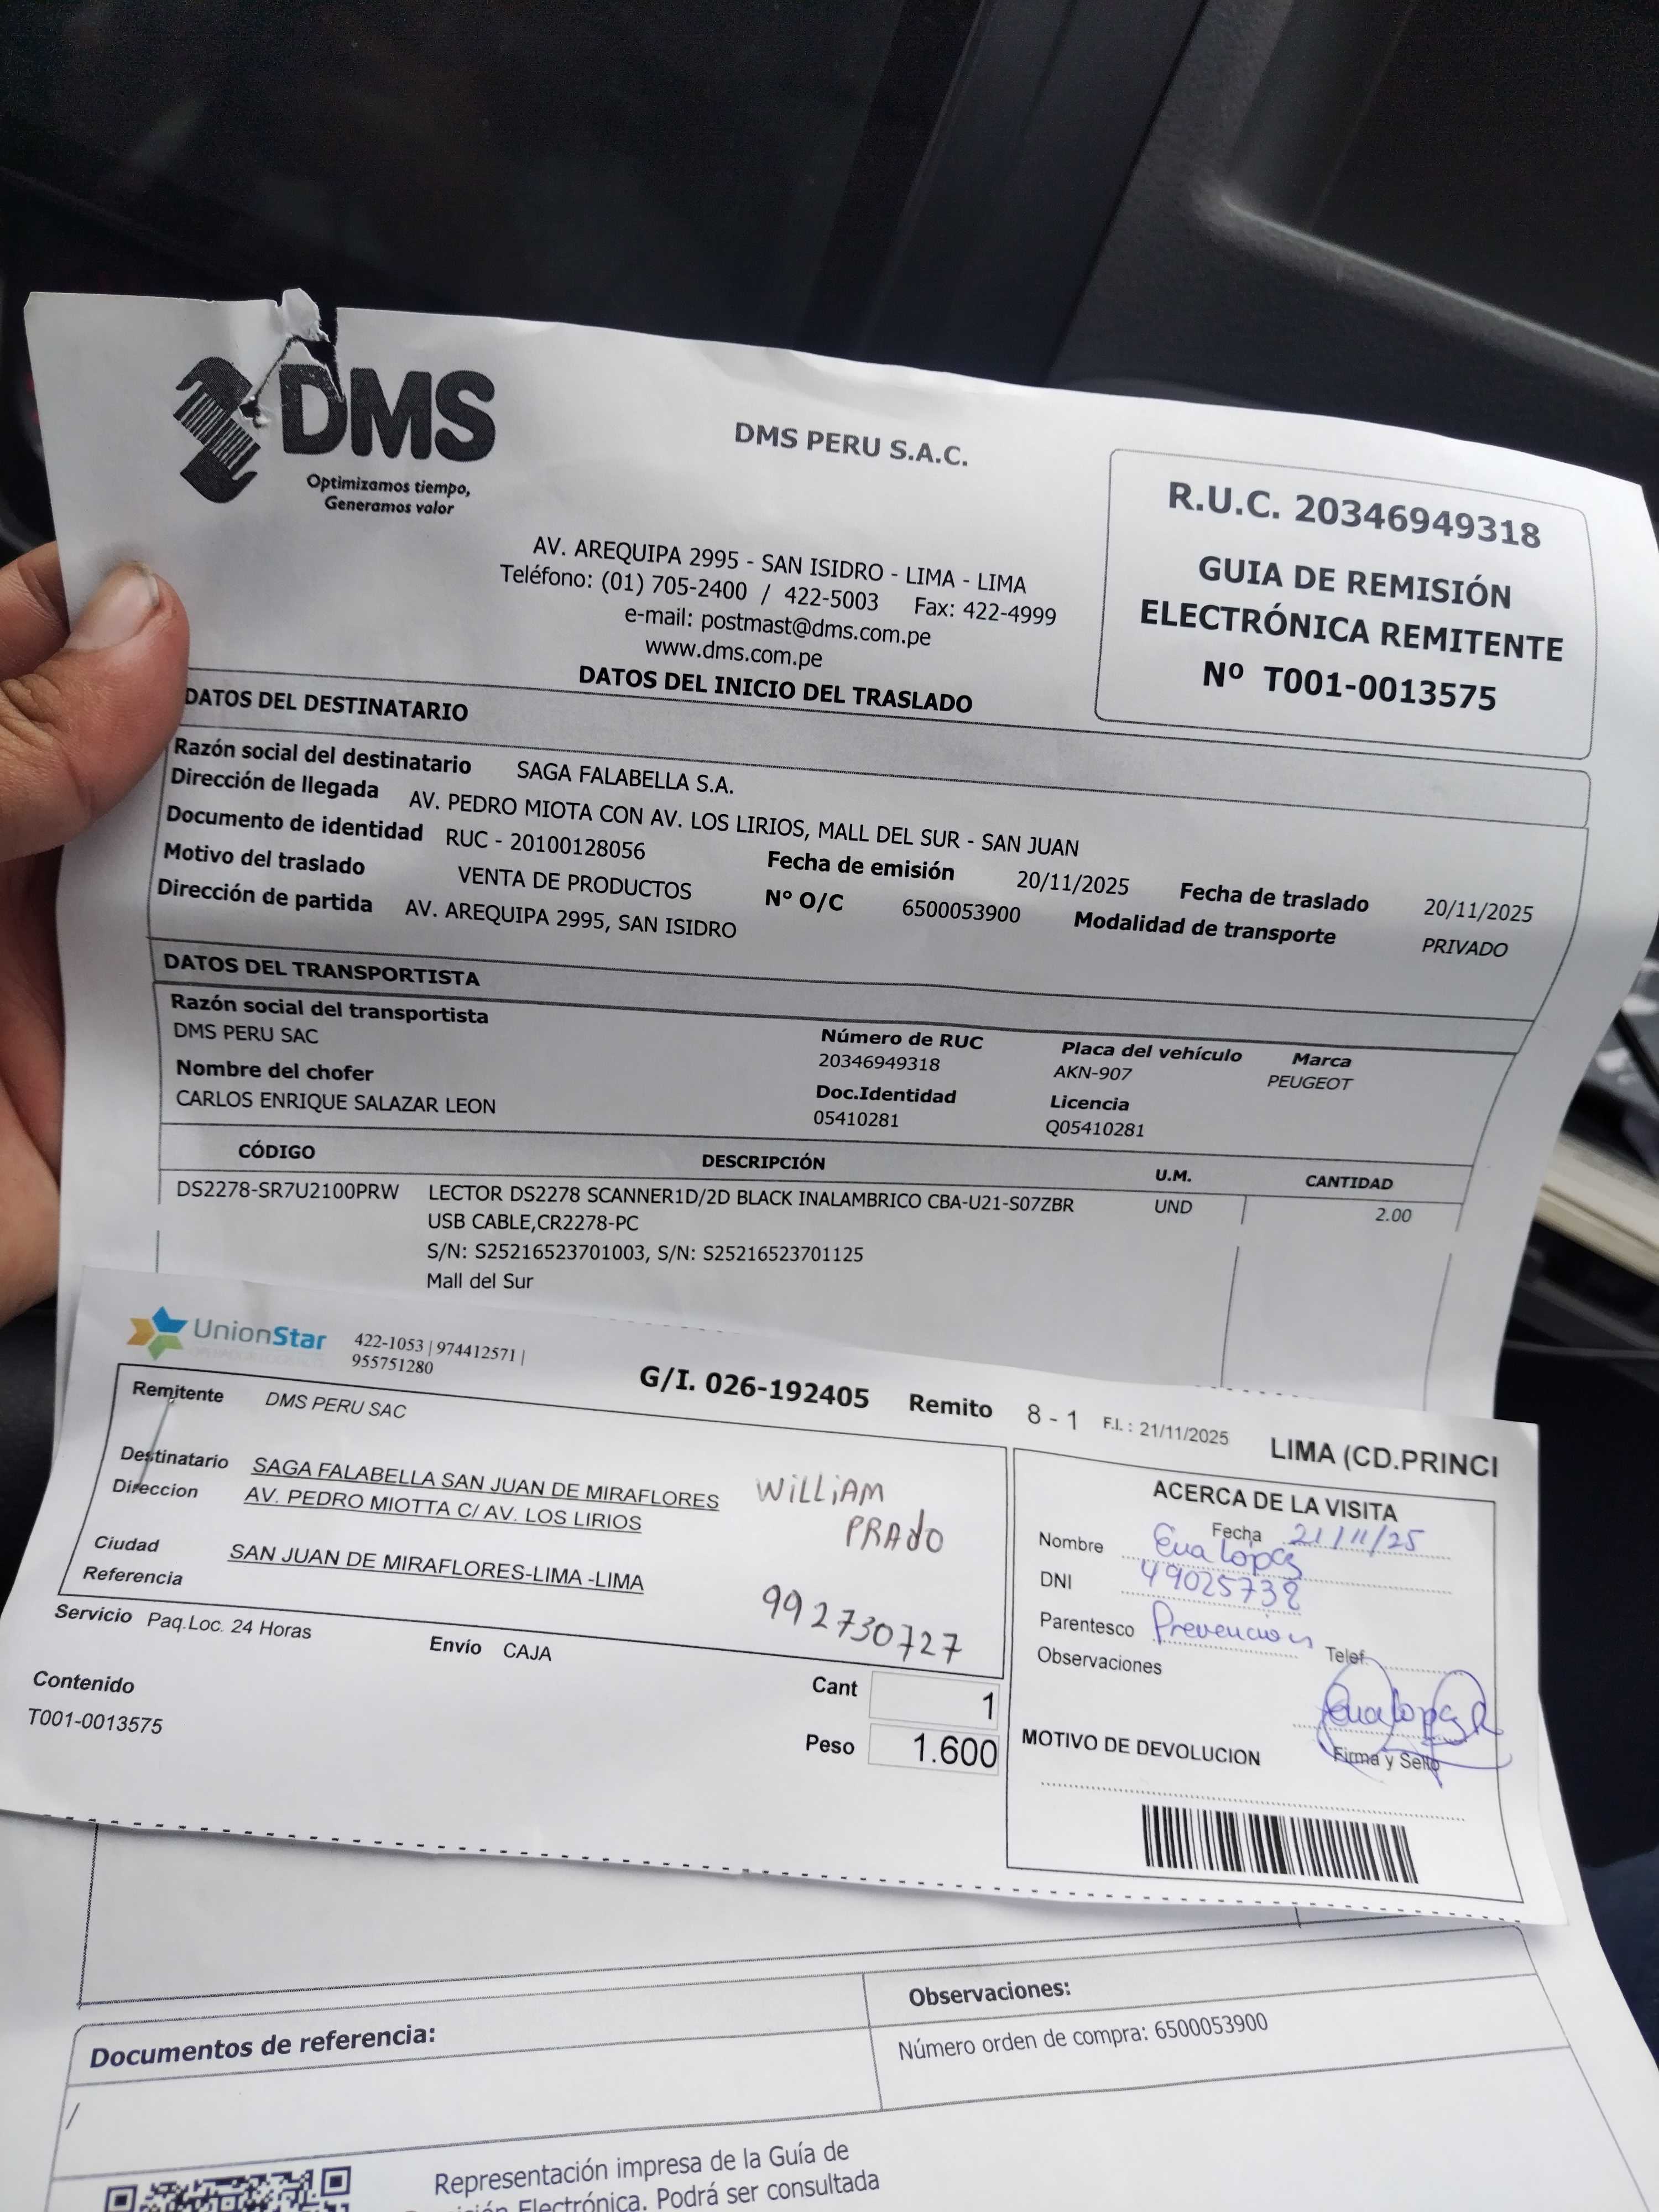 DMS
Optimizamos tiempo,
Generamos valor
DMS PERU S.A.C.
AV. AREQUIPA 2995 - SAN ISIDRO - LIMA - LIMA
Teléfono: (01) 705-2400 / 422-5003 Fax: 422-4999
e-mail: postmast@dms.com.pe
www.dms.com.pe
DATOS DEL INICIO DEL TRASLADO
R.U.C. 20346949318
GUIA DE REMISIÓN
ELECTRÓNICA REMITENTE
Nº T001-0013575
DATOS DEL DESTINATARIO
Razón social del destinatario SAGA FALABELLA S.A.
Dirección de llegada AV. PEDRO MIOTA CON AV. LOS LIRIOS, MALL DEL SUR - SAN JUAN
Documento de identidad RUC - 20100128056 Fecha de emisión 20/11/2025 Fecha de traslado 20/11/2025
Motivo del traslado VENTA DE PRODUCTOS Nº O/C 6500053900 Modalidad de transporte PRIVADO
Dirección de partida AV. AREQUIPA 2995, SAN ISIDRO
DATOS DEL TRANSPORTISTA
Razón social del transportista Número de RUC Placa del vehículo Marca
DMS PERU SAC 20346949318 AKN-907 PEUGEOT
Nombre del chofer Doc.Identidad Licencia
CARLOS ENRIQUE SALAZAR LEON 05410281 Q05410281
CÓDIGO DESCRIPCIÓN U.M. CANTIDAD
DS2278-SR7U2100PRW LECTOR DS2278 SCANNER1D/2D BLACK INALAMBRICO CBA-U21-S07ZBR UND 2.00
USB CABLE,CR2278-PC
S/N: S25216523701003, S/N: S25216523701125
Mall del Sur
UnionStar 422-1053 | 974412571 |
955751280
G/I. 026-192405 Remito 8 - 1 F.I. : 21/11/2025 LIMA (CD.PRINCI
Remitente DMS PERU SAC
Destinatario SAGA FALABELLA SAN JUAN DE MIRAFLORES
Direccion AV. PEDRO MIOTTA C/ AV. LOS LIRIOS
Ciudad SAN JUAN DE MIRAFLORES-LIMA -LIMA
Referencia
WILLIAM
PRADO
992730727
Servicio Paq.Loc. 24 Horas Envío CAJA
Contenido
T001-0013575
Cant 1
Peso 1.600
ACERCA DE LA VISITA
Fecha 21/11/25
Nombre Eva López
DNI 49025738
Parentesco Prevencion Telef.
Observaciones
Firma y Sello
MOTIVO DE DEVOLUCION
Documentos de referencia:
/
Observaciones:
Número orden de compra: 6500053900
Representación impresa de la Guía de
Electrónica. Podrá ser consultada